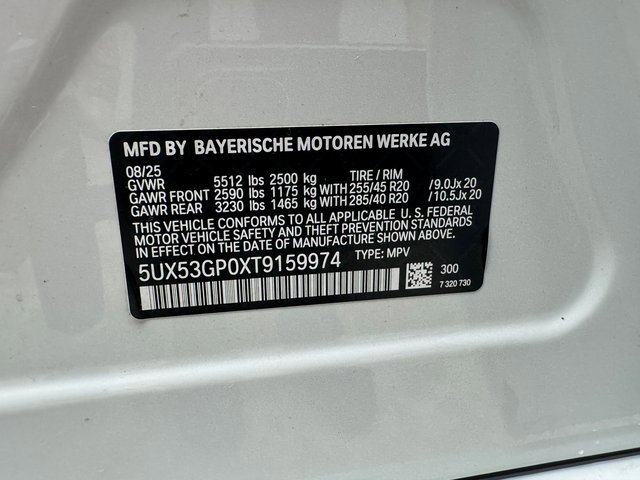 MFD BY BAYERISCHE MOTOREN WERKE AG
08/25 TIRE / RIM
GVWR 5512 lbs 2500 kg
GAWR FRONT 2590 lbs 1175 kg WITH 255/45 R20 /9.0Jx 20
GAWR REAR 3230 lbs 1465 kg WITH 285/40 R20 /10.5Jx 20
THIS VEHICLE CONFORMS TO ALL APPLICABLE U. S. FEDERAL
MOTOR VEHICLE SAFETY AND THEFT PREVENTION STANDARDS
IN EFFECT ON THE DATE OF MANUFACTURE SHOWN ABOVE.
5UX53GP0XT9159974 TYPE: MPV
300
7 320 730